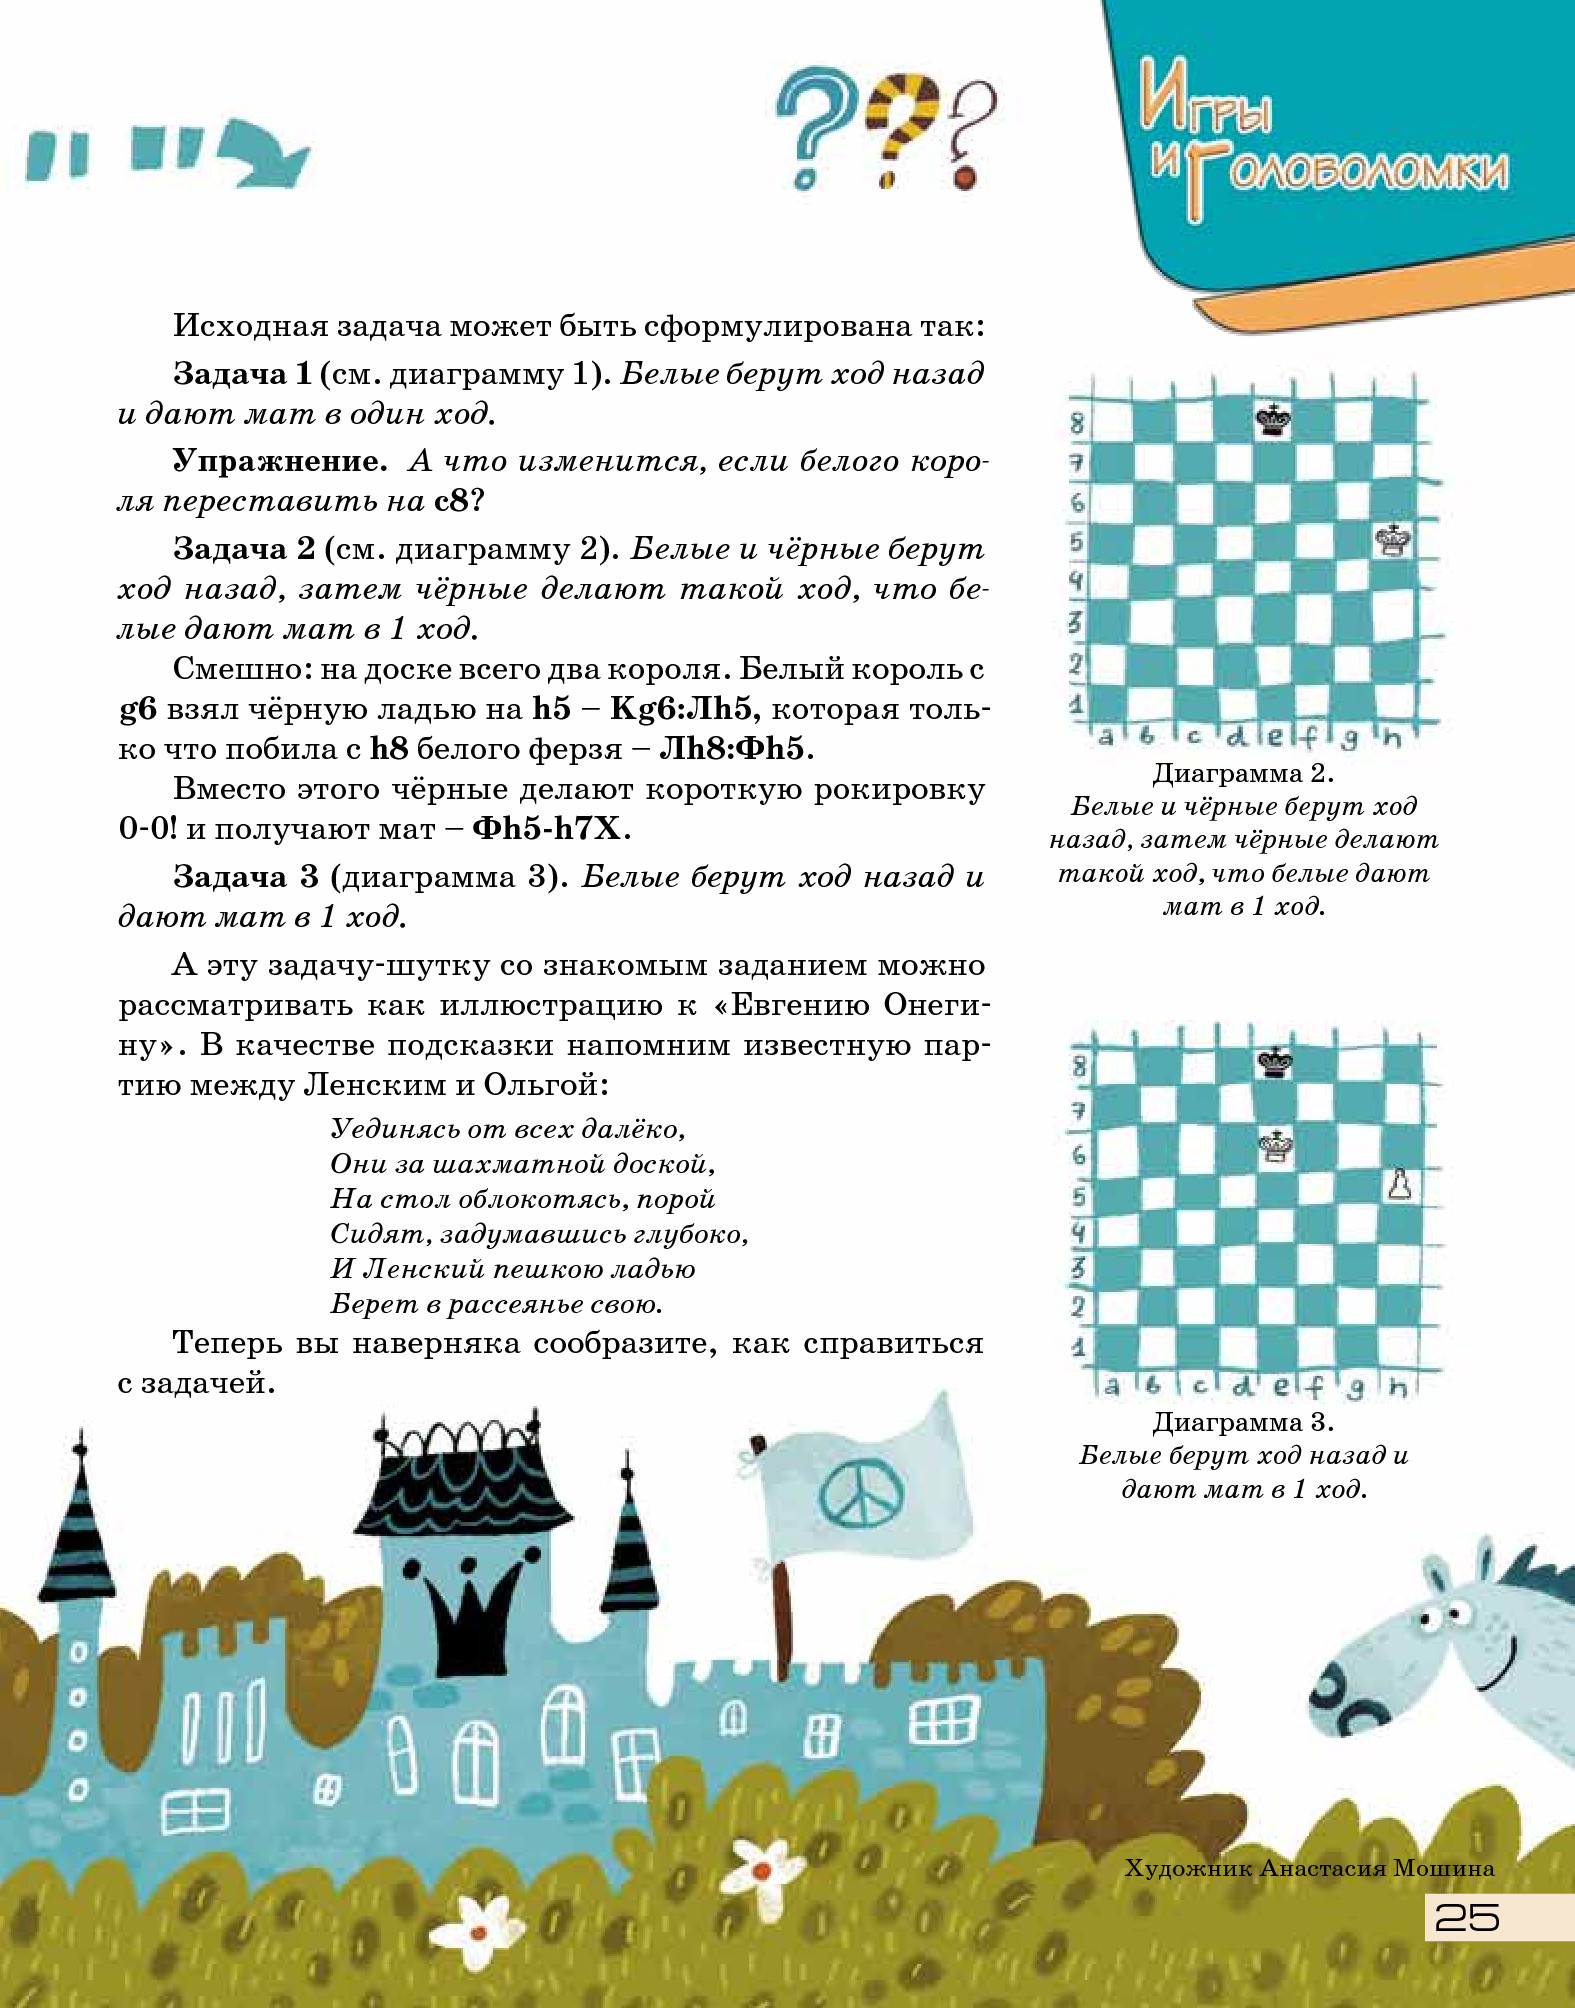 Игры
и Головоломки
Исходная задача может быть сформулирована так:
Задача 1 (см. диаграмму 1). Белые берут ход назад
и дают мат в один ход.
Упражнение. А что изменится, если белого коро-
ля переставить на c8?
Задача 2 (см. диаграмму 2). Белые и чёрные берут
ход назад, затем чёрные делают такой ход, что бе-
лые дают мат в 1 ход.
Смешно: на доске всего два короля. Белый король с
g6 взял чёрную ладью на h5 – Kg6:Лh5, которая толь-
ко что побила с h8 белого ферзя – Лh8:Фh5.
Вместо этого чёрные делают короткую рокировку
0-0! и получают мат – Фh5-h7X.
Задача 3 (диаграмма 3). Белые берут ход назад и
дают мат в 1 ход.
А эту задачу-шутку со знакомым заданием можно
рассматривать как иллюстрацию к «Евгению Онеги-
ну». В качестве подсказки напомним известную пар-
тию между Ленским и Ольгой:
Уединясь от всех далёко,
Они за шахматной доской,
На стол облокотясь, порой
Сидят, задумавшись глубоко,
И Ленский пешкою ладью
Берет в рассеянье свою.
Теперь вы наверняка сообразите, как справиться
с задачей.
8
7
6
5
4
3
2
1
a b c d e f g h
Диаграмма 2.
Белые и чёрные берут ход
назад, затем чёрные делают
такой ход, что белые дают
мат в 1 ход.
8
7
6
5
4
3
2
1
a b c d e f g h
Диаграмма 3.
Белые берут ход назад и
дают мат в 1 ход.
Художник Анастасия Мошина
25